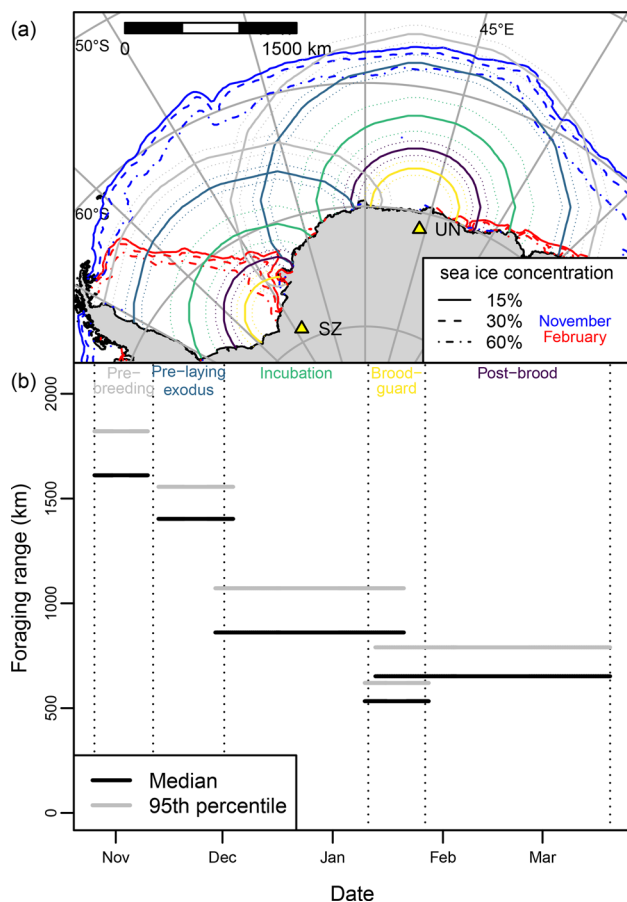 (a)
50°S
0
1500 km
45°E
60°S
UN
SZ
sea ice concentration
15%
30%
60%
November
February
(b)
Pre-
breeding
Pre-laying
exodus
Incubation
Brood-
guard
Post-brood
Foraging range (km)
2000
1500
1000
500
0
Median
95th percentile
Nov
Dec
Jan
Feb
Mar
Date